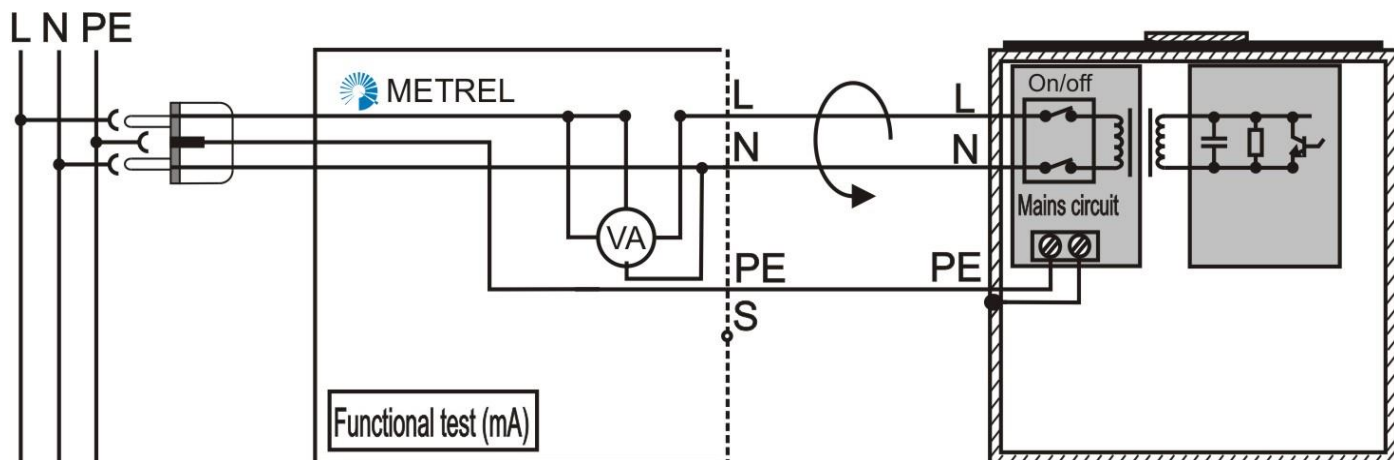 L N PE
METREL
L
N
VA
PE
S
Functional test (mA)
L
N
PE
On/off
Mains circuit